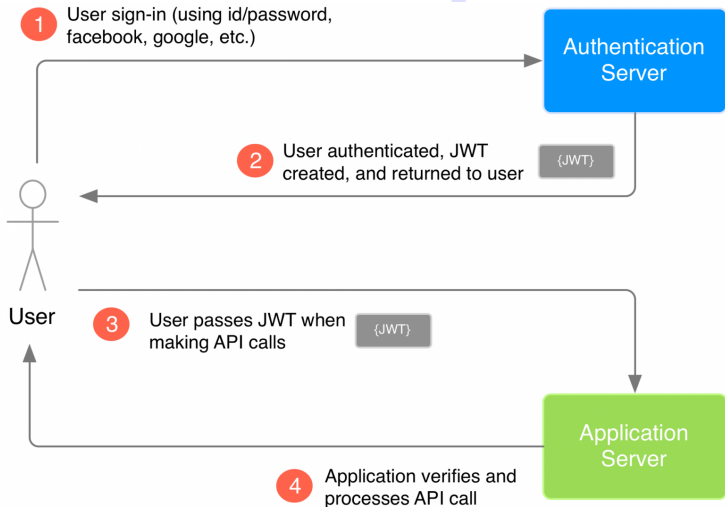 1
User sign-in (using id/password,
facebook, google, etc.)
Authentication
Server
2
User authenticated, JWT
created, and returned to user
{JWT}
User
3
User passes JWT when
making API calls
{JWT}
Application
Server
4
Application verifies and
processes API call